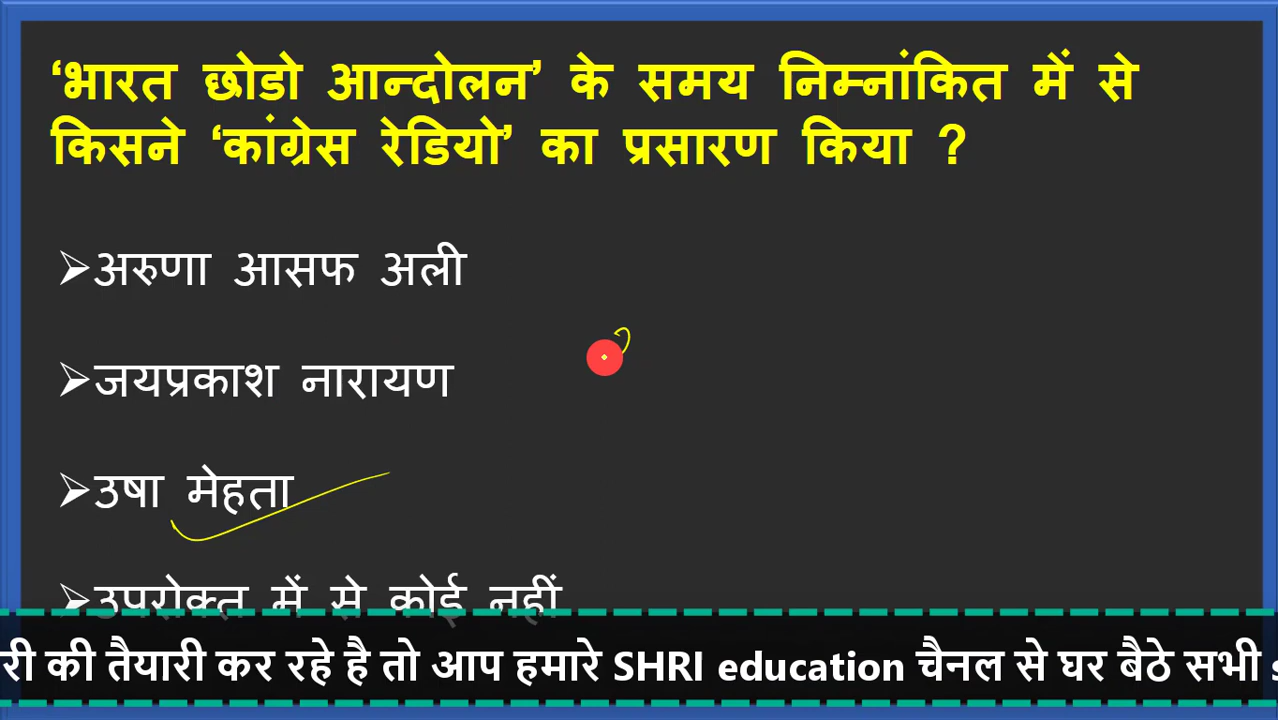 ‘भारत छोडो आन्दोलन’ के समय निम्नांकित में से
किसने ‘कांग्रेस रेडियो’ का प्रसारण किया ?
➢अरुणा आसफ अली
➢जयप्रकाश नारायण
➢उषा मेहता
➢उपरोक्त में से कोई नहीं
री की तैयारी कर रहे है तो आप हमारे SHRI education चैनल से घर बैठे सभी